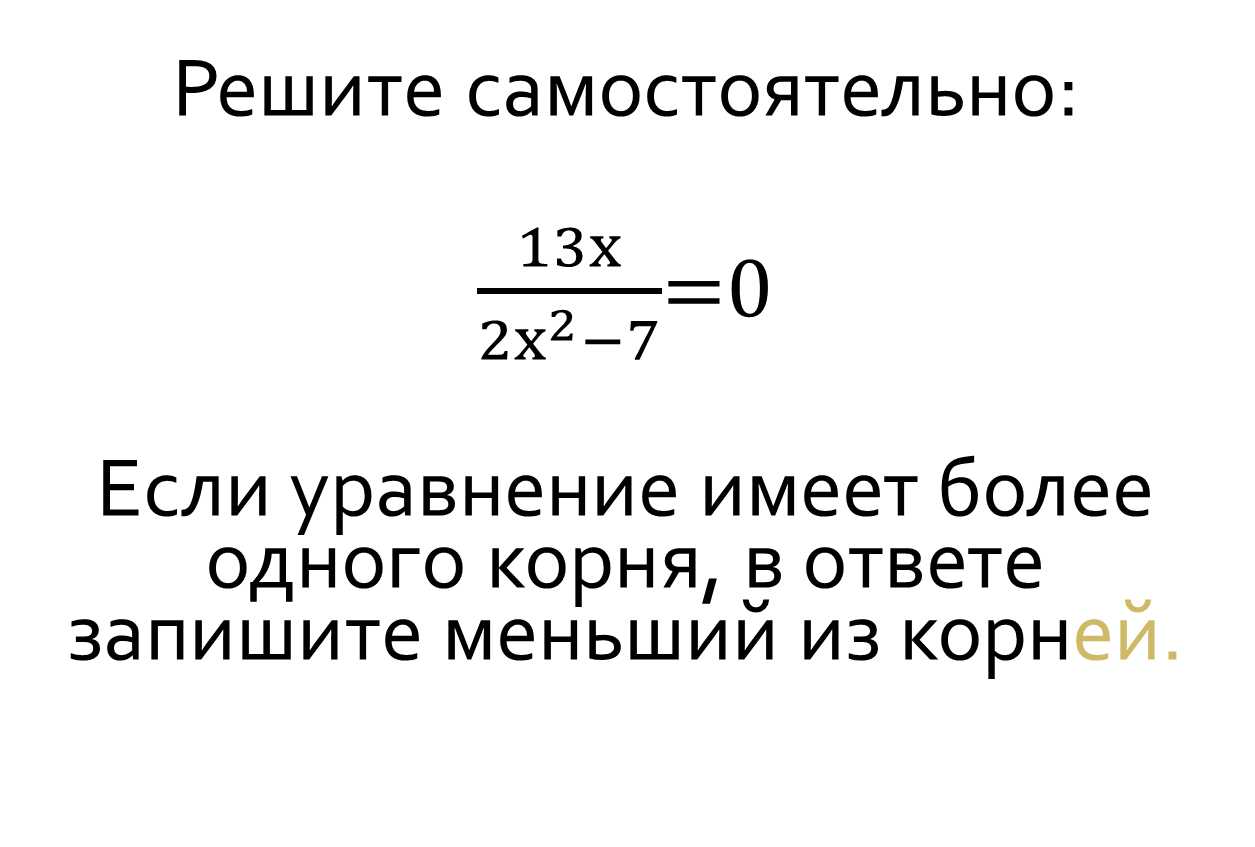 Решите самостоятельно:
13x
2x²−7
=0
Если уравнение имеет более
одного корня, в ответе
запишите меньший из корней.